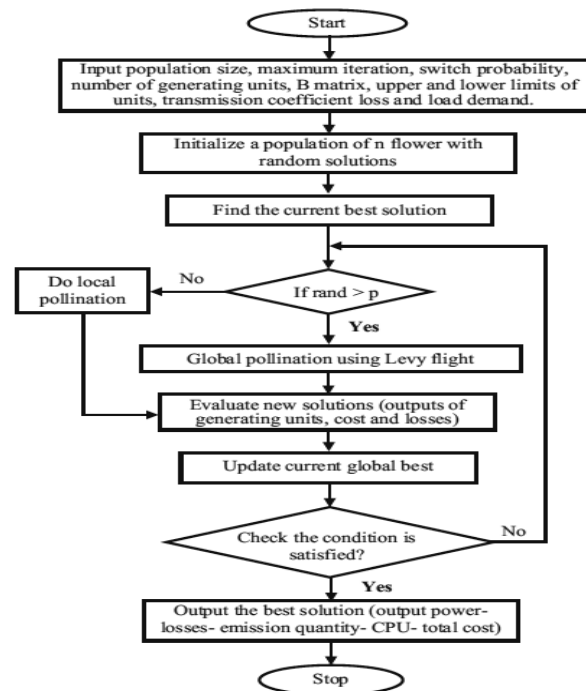 Start
Input population size, maximum iteration, switch probability,
number of generating units, B matrix, upper and lower limits of
units, transmission coefficient loss and load demand.
Initialize a population of n flower with
random solutions
Find the current best solution
No
Do local
pollination
If rand > p
Yes
Global pollination using Levy flight
Evaluate new solutions (outputs of
generating units, cost and losses)
Update current global best
Check the condition is
satisfied?
No
Yes
Output the best solution (output power-
losses- emission quantity- CPU- total cost)
Stop